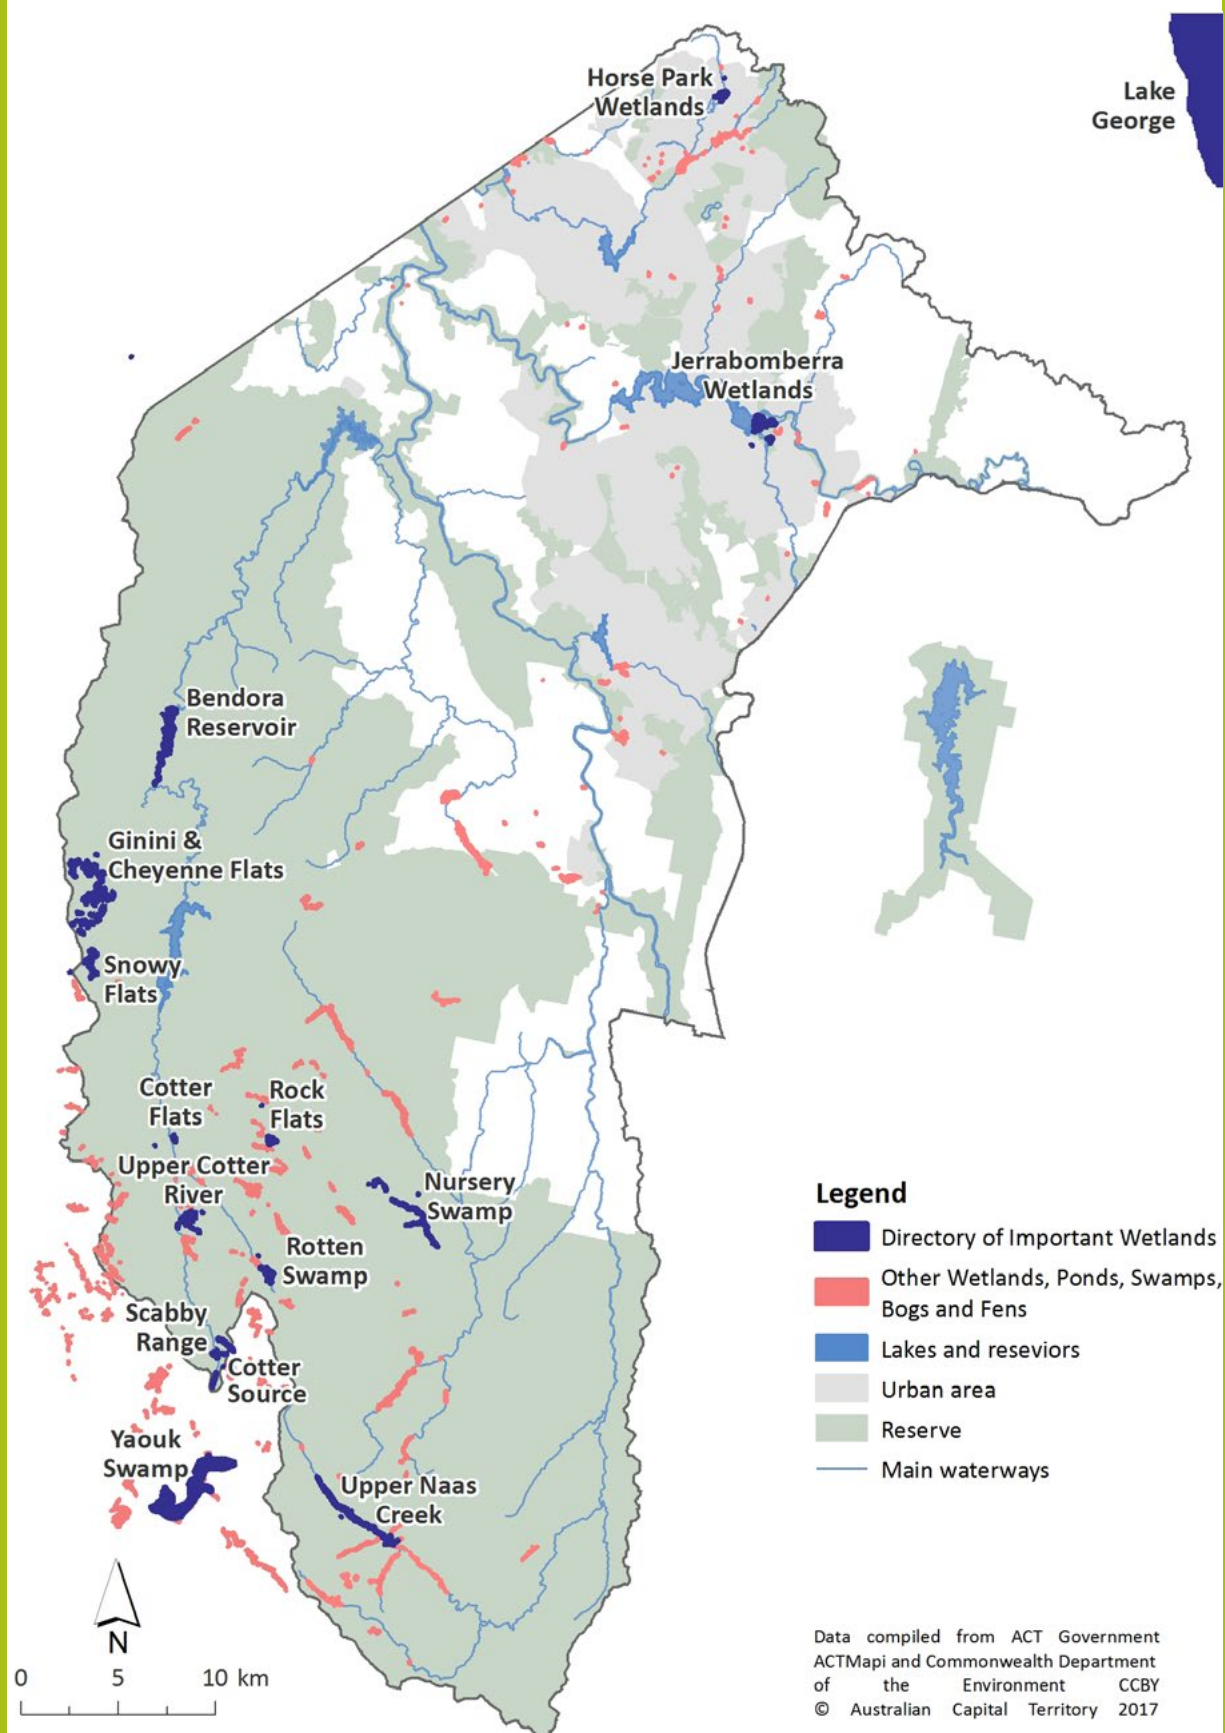 Horse Park
Wetlands
Lake
George
Jerrabomberra
Wetlands
Bendora
Reservoir
Ginini &
Cheyenne Flats
Snowy
Flats
Cotter
Flats
Rock
Flats
Upper Cotter
River
Nursery
Swamp
Rotten
Swamp
Scabby
Range
Cotter
Source
Yaouk
Swamp
Upper Naas
Creek
N
0 5 10 km
Legend
Directory of Important Wetlands
Other Wetlands, Ponds, Swamps,
Bogs and Fens
Lakes and reseviors
Urban area
Reserve
Main waterways
Data compiled from ACT Government
ACTMapi and Commonwealth Department
of the Environment CCBY
© Australian Capital Territory 2017